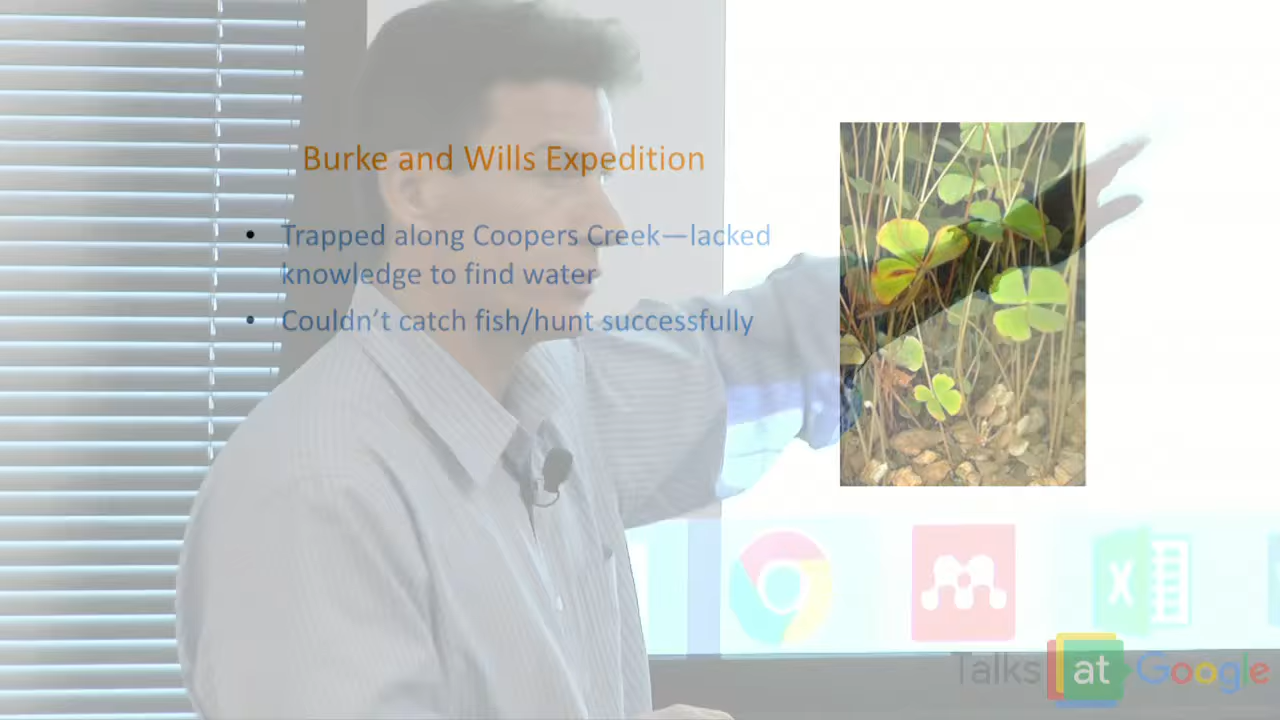 Burke and Wills Expedition
• Trapped along Coopers Creek—lacked
knowledge to find water
• Couldn't catch fish/hunt successfully
X
Talks at Google